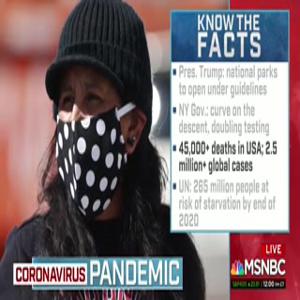 KNOW THE
FACTS
Pres. Trump: national parks
to open under guidelines
NY Gov.: curve on the
descent, doubling testing
45,000+ deaths in USA; 2.5
million+ global cases
UN: 265 million people at
risk of starvation by end of
2020
LIVE
CORONAVIRUS PANDEMIC
MSNBC